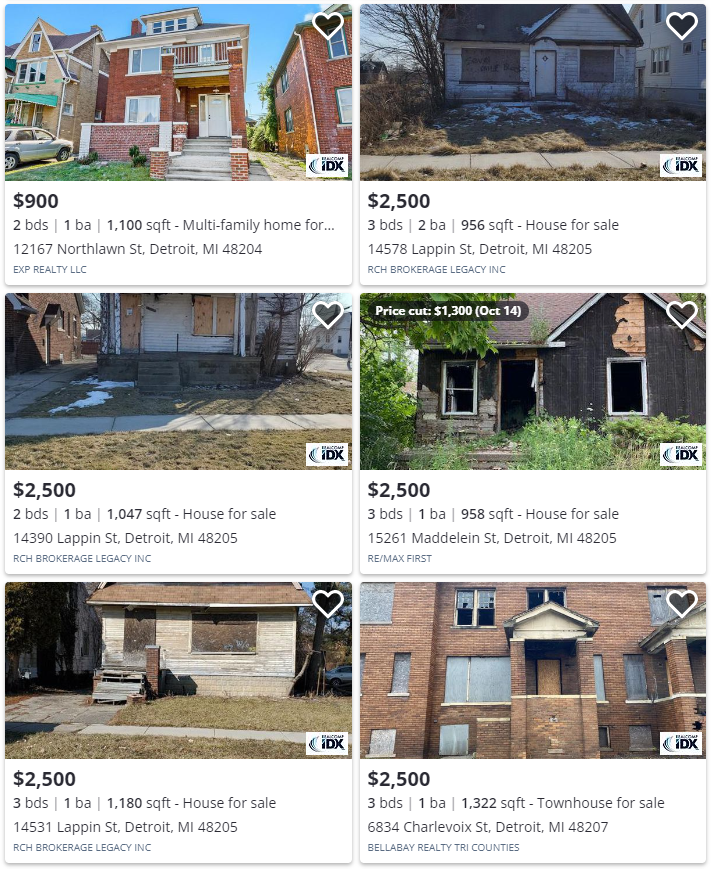 $900
2 bds | 1 ba | 1,100 sqft - Multi-family home for...
12167 Northlawn St, Detroit, MI 48204
EXP REALTY LLC
REALCOMP
IDX
$2,500
3 bds | 2 ba | 956 sqft - House for sale
14578 Lappin St, Detroit, MI 48205
RCH BROKERAGE LEGACY INC
REALCOMP
IDX
$2,500
2 bds | 1 ba | 1,047 sqft - House for sale
14390 Lappin St, Detroit, MI 48205
RCH BROKERAGE LEGACY INC
REALCOMP
IDX
Price cut: $1,300 (Oct 14)
REALCOMP
IDX
$2,500
3 bds | 1 ba | 958 sqft - House for sale
15261 Maddelein St, Detroit, MI 48205
RE/MAX FIRST
REALCOMP
IDX
$2,500
3 bds | 1 ba | 1,180 sqft - House for sale
14531 Lappin St, Detroit, MI 48205
RCH BROKERAGE LEGACY INC
REALCOMP
IDX
$2,500
3 bds | 1 ba | 1,322 sqft - Townhouse for sale
6834 Charlevoix St, Detroit, MI 48207
BELLABAY REALTY TRI COUNTIES